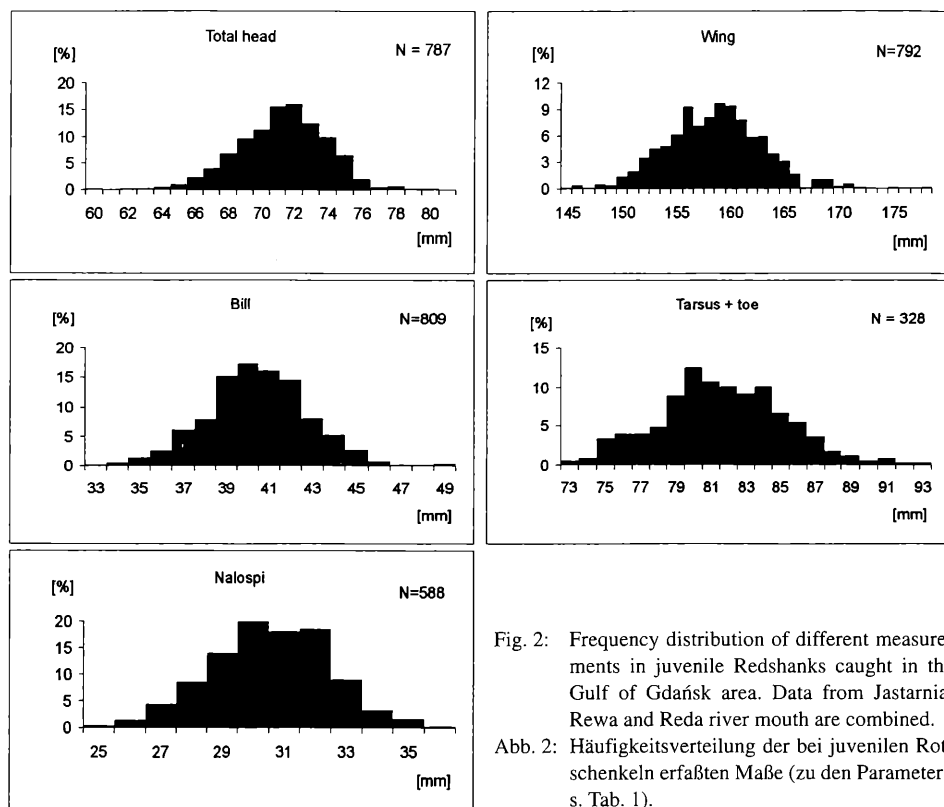 Total head
[%]
N = 787
20
15
10
5
0
60 62 64 66 68 70 72 74 76 78 80
[mm]
Wing
[%]
N=792
12
9
6
3
0
145 150 155 160 165 170 175
[mm]
Bill
[%]
N=809
20
15
10
5
0
33 35 37 39 41 43 45 47 49
[mm]
Tarsus + toe
[%]
N = 328
15
10
5
0
73 75 77 79 81 83 85 87 89 91 93
[mm]
Nalospi
[%]
N=588
20
15
10
5
0
25 27 29 31 33 35
[mm]
Fig. 2: Frequency distribution of different measure
ments in juvenile Redshanks caught in th
Gulf of Gdańsk area. Data from Jastarnia
Rewa and Reda river mouth are combined.
Abb. 2: Häufigkeitsverteilung der bei juvenilen Rot
schenkeln erfaßten Maße (zu den Parameter
s. Tab. 1).